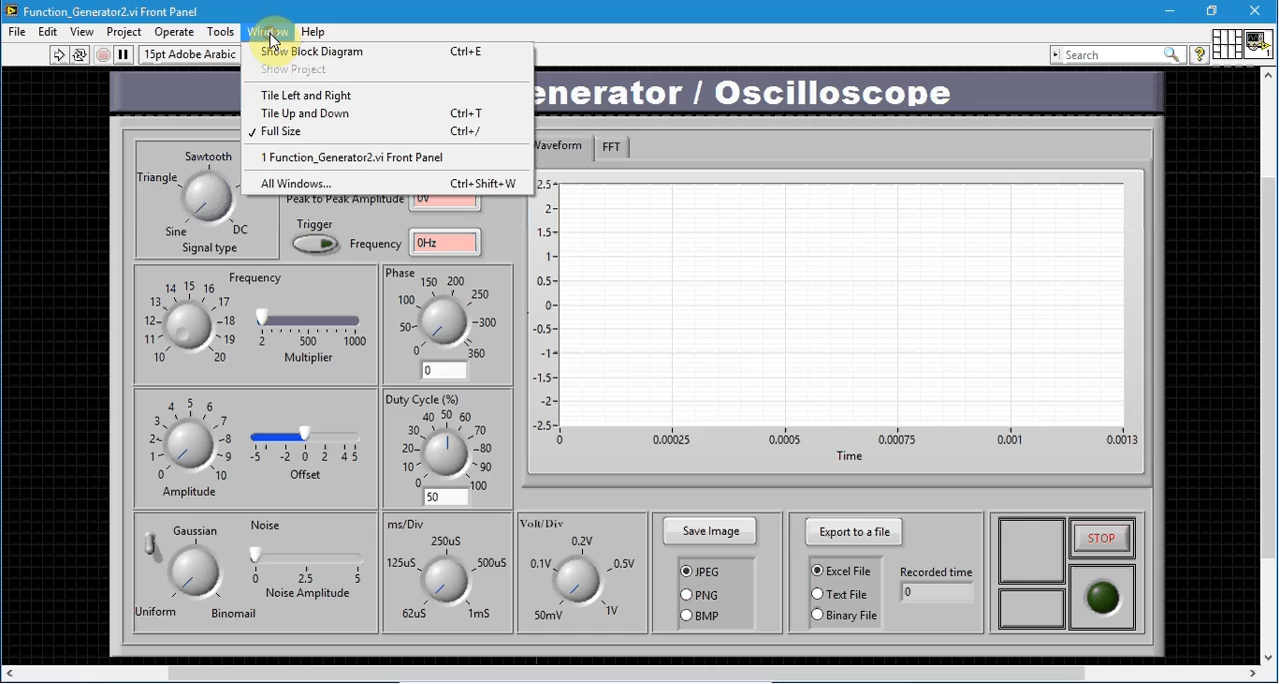 Function_Generator2.vi Front Panel
File Edit View Project Operate Tools Window Help
15pt Adobe Arabic
Search
?
1
Show Block Diagram Ctrl+E
Show Project
Tile Left and Right
Tile Up and Down Ctrl+T
✓ Full Size Ctrl+/
1 Function_Generator2.vi Front Panel
All Windows... Ctrl+Shift+W
enerator / Oscilloscope
Sawtooth
Triangle
Sine
DC
Signal type
Peak to Peak Amplitude
0V
Trigger
Frequency
0Hz
Waveform
FFT
2.5
2
1.5
1
0.5
0
-0.5
-1
-1.5
-2
-2.5
0 0.00025 0.0005 0.00075 0.001 0.0013
Time
Frequency
10 11 12 13 14 15 16 17 18 19 20
2 500 1000
Multiplier
Phase
0 50 100 150 200 250 300 360
0
0 1 2 3 4 5 6 7 8 9 10
Amplitude
-5 -2 0 2 4 5
Offset
Duty Cycle (%)
0 10 20 30 40 50 60 70 80 90 100
50
Gaussian
Uniform
Binomail
Noise
0 2.5 5
Noise Amplitude
ms/Div
62uS 125uS 250uS 500uS 1mS
Volt/Div
50mV 0.1V 0.2V 0.5V 1V
Save Image
JPEG
PNG
BMP
Export to a file
Excel File
Text File
Binary File
Recorded time
0
STOP